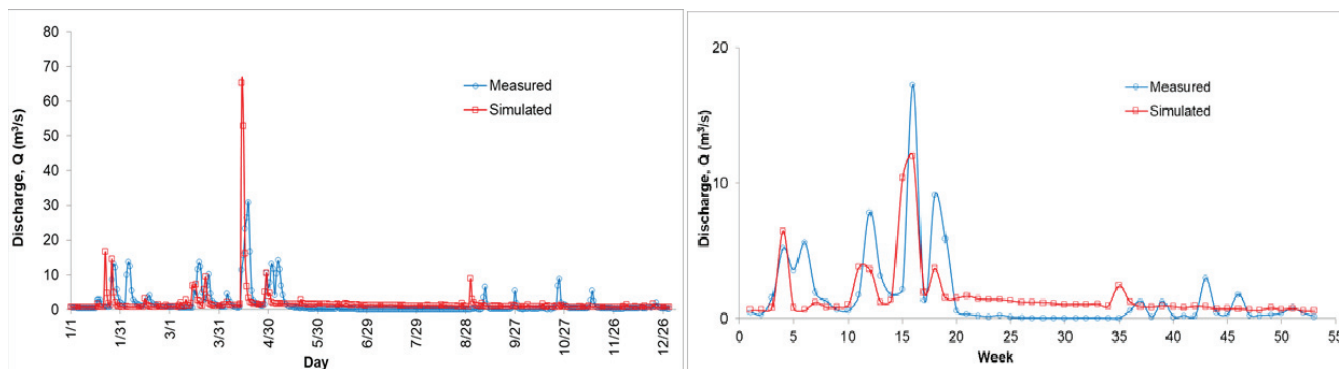 80
70
60
50
40
30
20
10
0
Discharge, Q (m³/s)
Measured
Simulated
1/1 1/31 3/1 3/31 4/30 5/30 6/29 7/29 8/28 9/27 10/27 11/26 12/26
Day
20
10
0
Discharge, Q (m³/s)
Measured
Simulated
0 5 10 15 20 25 30 35 40 45 50 55
Week